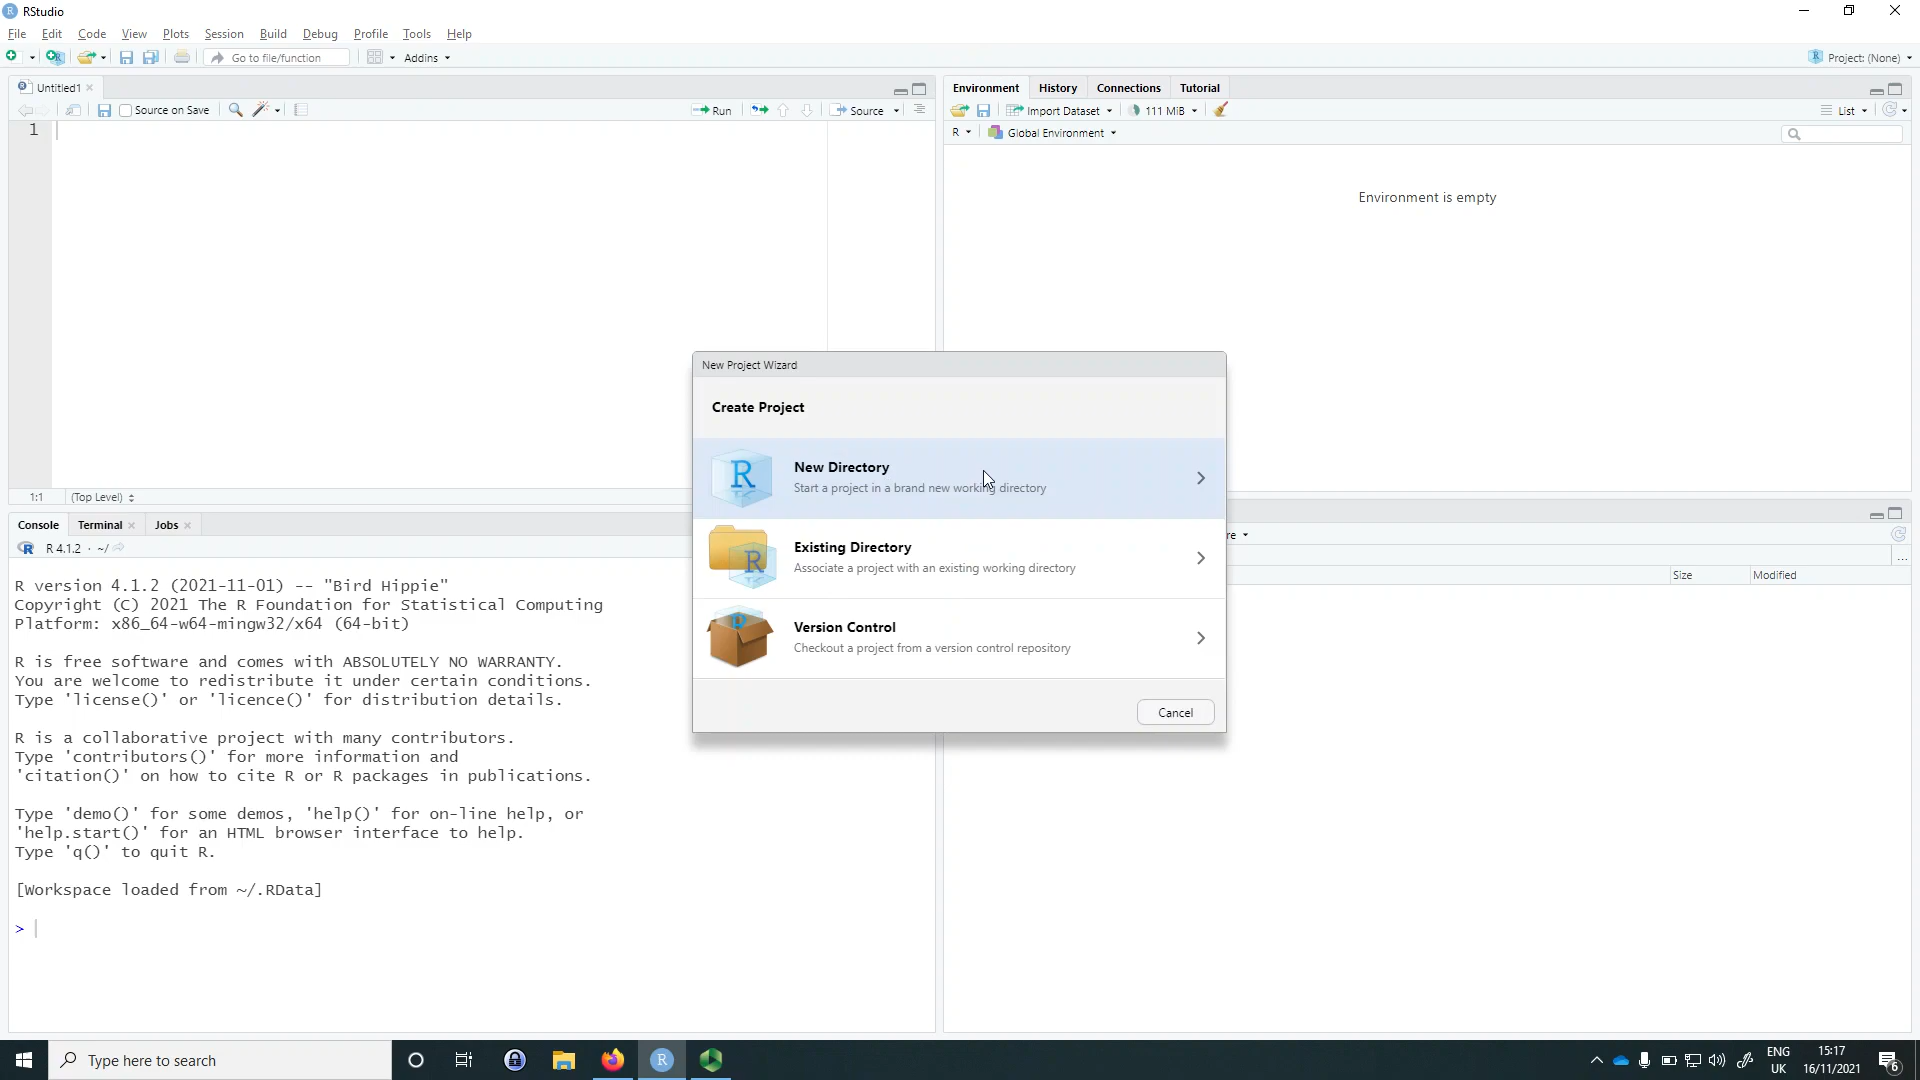 RStudio
File Edit Code View Plots Session Build Debug Profile Tools Help
Go to file/function Addins Project: (None)
Untitled1
Source on Save Run Source
1
1:1 (Top Level)
Console Terminal Jobs
R 4.1.2 · ~/
R version 4.1.2 (2021-11-01) -- "Bird Hippie"
Copyright (C) 2021 The R Foundation for Statistical Computing
Platform: x86_64-w64-mingw32/x64 (64-bit)
R is free software and comes with ABSOLUTELY NO WARRANTY.
You are welcome to redistribute it under certain conditions.
Type 'license()' or 'licence()' for distribution details.
R is a collaborative project with many contributors.
Type 'contributors()' for more information and
'citation()' on how to cite R or R packages in publications.
Type 'demo()' for some demos, 'help()' for on-line help, or
'help.start()' for an HTML browser interface to help.
Type 'q()' to quit R.
[Workspace loaded from ~/.RData]
>
Environment History Connections Tutorial
Import Dataset 111 MiB List
R Global Environment
Environment is empty
re
Size Modified
New Project Wizard
Create Project
New Directory
Start a project in a brand new working directory
Existing Directory
Associate a project with an existing working directory
Version Control
Checkout a project from a version control repository
Cancel
Type here to search
ENG
UK
15:17
16/11/2021
6